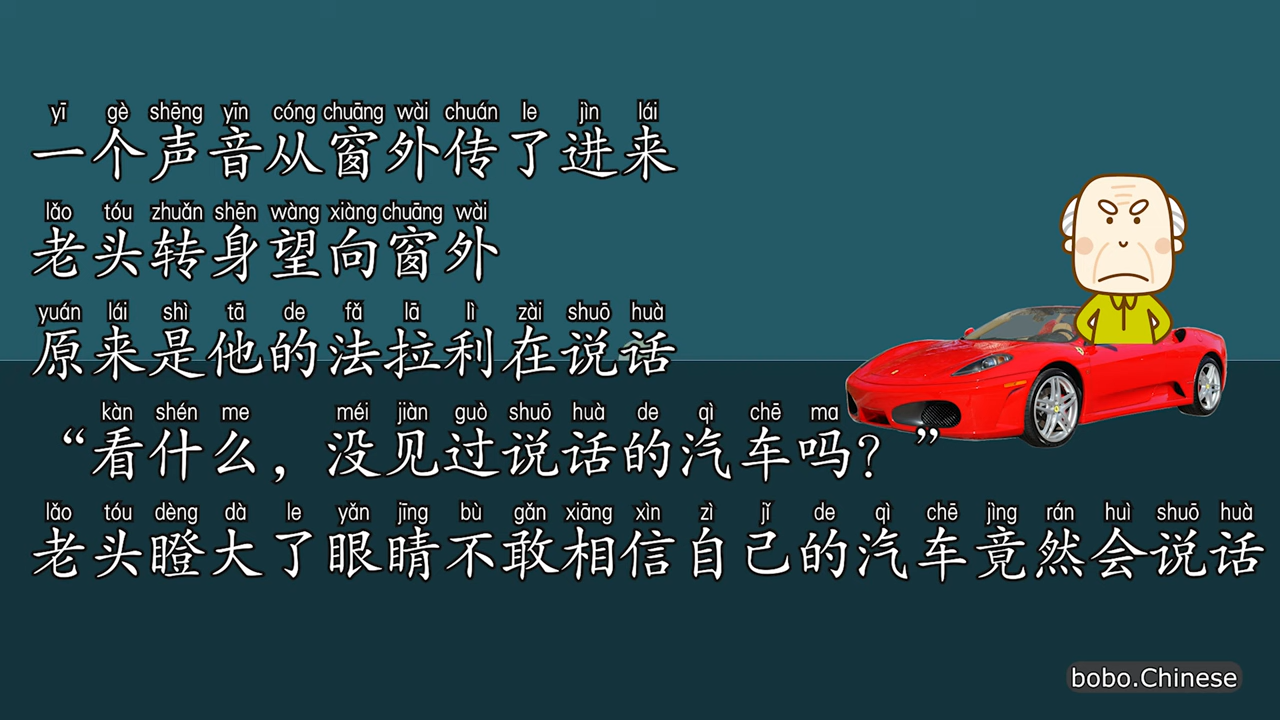 yī gè shēng yīn cóng chuāng wài chuán le jìn lái
一个声音从窗外传了进来
lǎo tóu zhuǎn shēn wàng xiàng chuāng wài
老头转身望向窗外
yuán lái shì tā de fǎ lā lì zài shuō huà
原来是他的法拉利在说话
kàn shén me méi jiàn guò shuō huà de qì chē ma
“看什么，没见过说话的汽车吗？”
lǎo tóu dèng dà le yǎn jīng bù gǎn xiāng xìn zì jǐ de qì chē jìng rán huì shuō huà
老头瞪大了眼睛不敢相信自己的汽车竟然会说话
bobo.Chinese